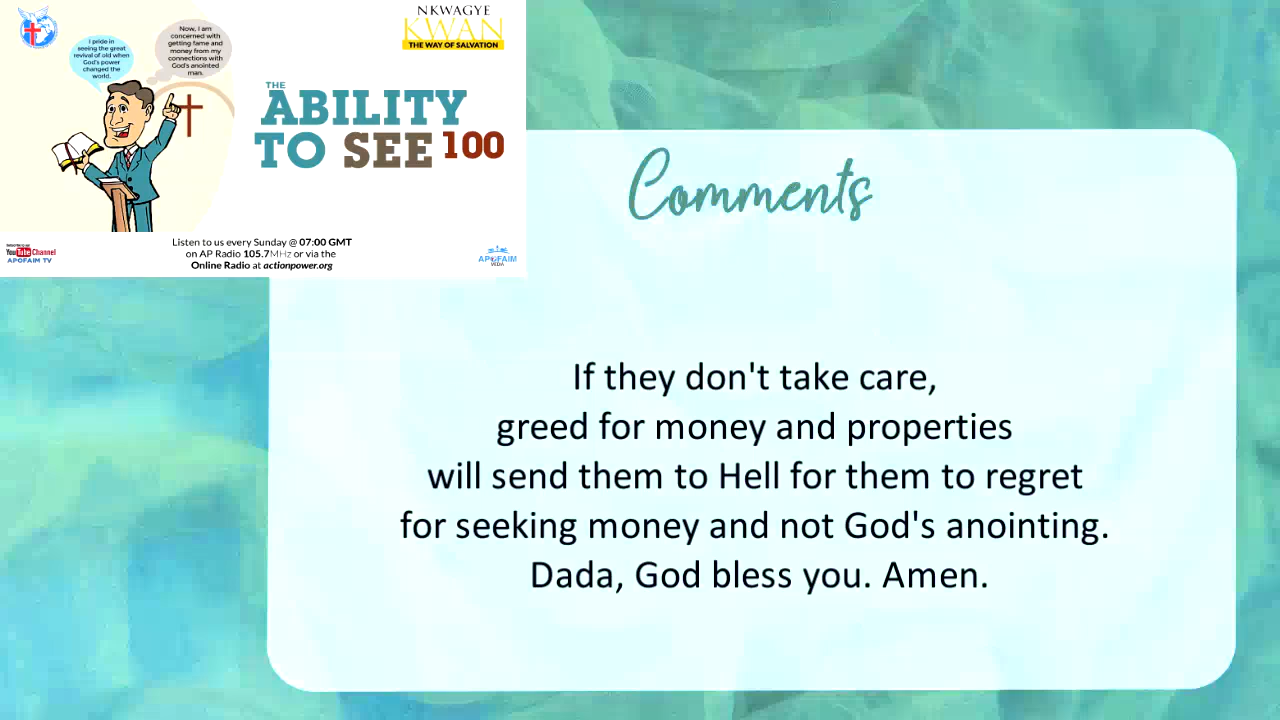 NKWAGYE
KWAN
THE WAY OF SALVATION
I pride in
seeing the great
revival of old when
God's power
changed the
world.
Now, I am
concerned with
getting fame and
money from my
connections with
God's anointed
man.
THE
ABILITY
TO SEE 100
Listen to us every Sunday @ 07:00 GMT
on AP Radio 105.7MHz or via the
Online Radio at actionpower.org
YouTube Channel
APOFAIM TV
APOFAIM
MEDIA
Comments
If they don't take care,
greed for money and properties
will send them to Hell for them to regret
for seeking money and not God's anointing.
Dada, God bless you. Amen.